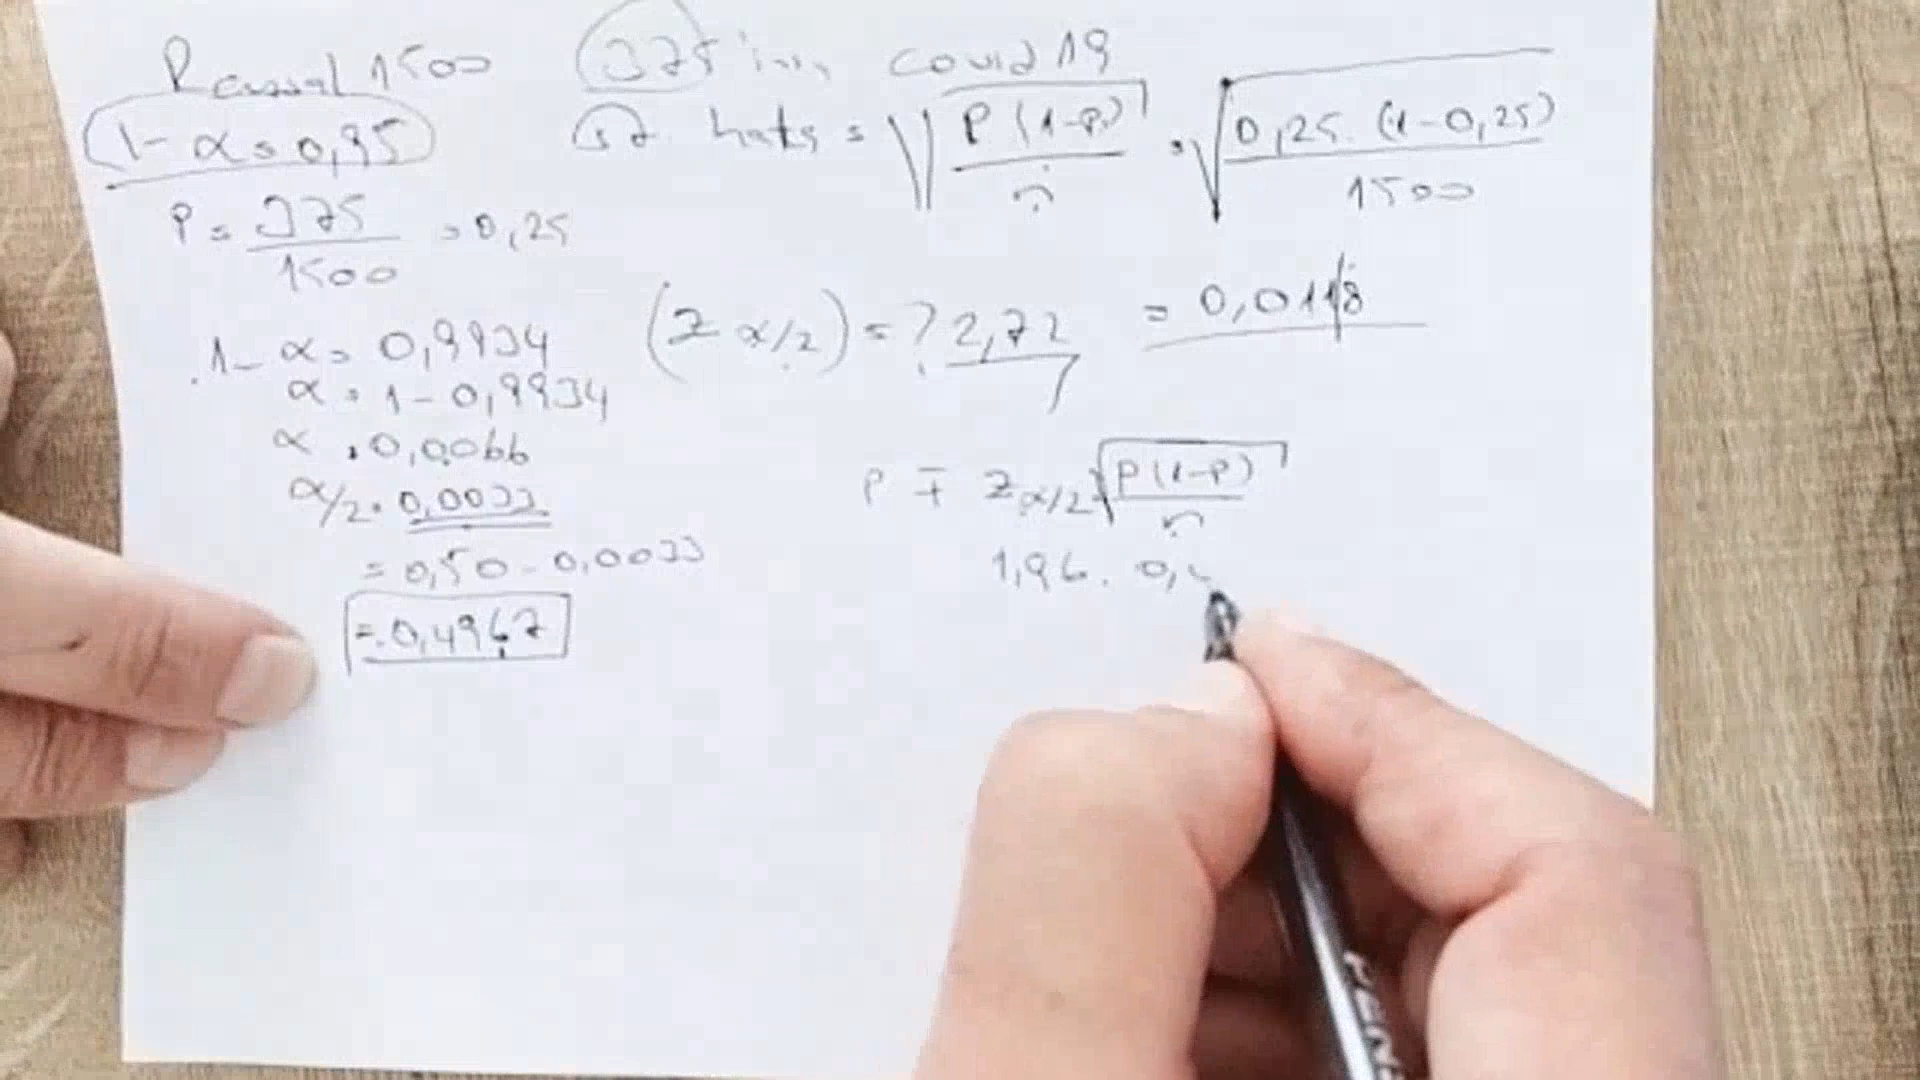 Rassal 1500 375 covid 19
1-α = 0,95
St hata = √ P(1-P) / n = √ 0,25.(1-0,25) / 1500
P = 375 / 1500 = 0,25
= 0,0118
(Z α/2) = ? 2,72
1-α = 0,9934
α = 1-0,9934
α = 0,0066
α/2 = 0,0033
= 0,50 - 0,0033
= 0,4967
P ∓ Z α/2 √ P(1-P) / n
1,96 . 0,
PEN